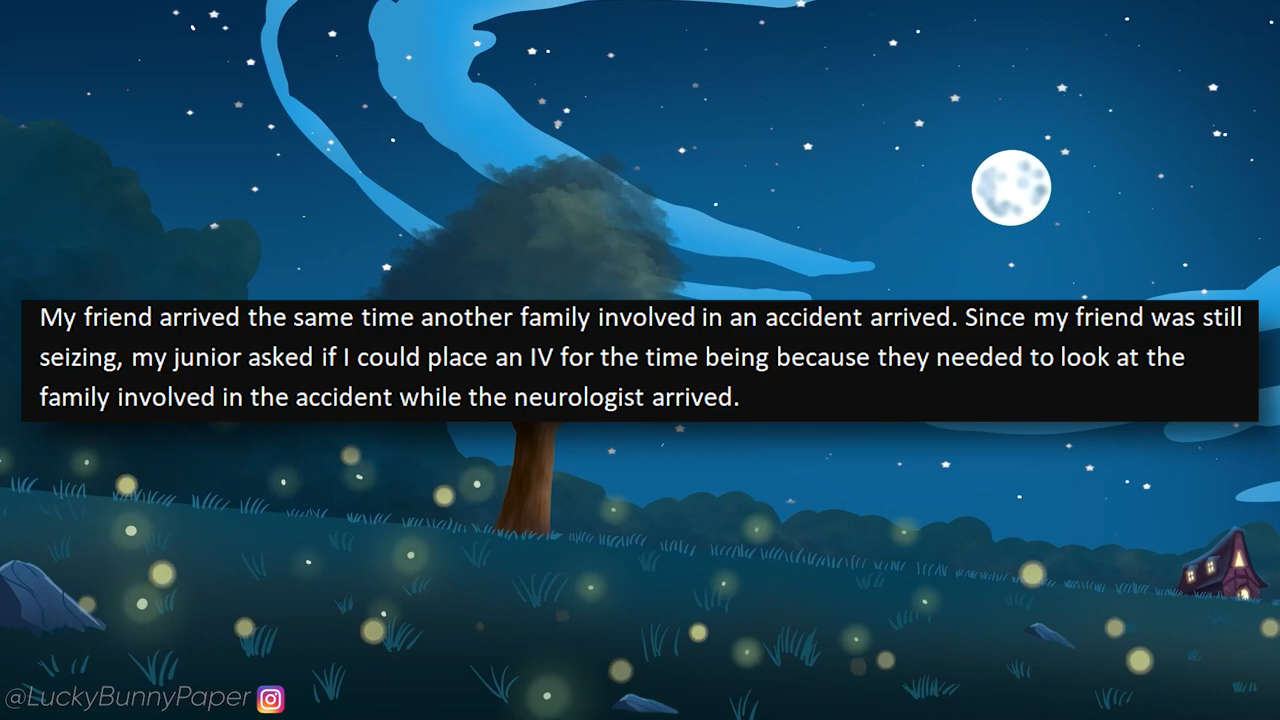 My friend arrived the same time another family involved in an accident arrived. Since my friend was still
seizing, my junior asked if I could place an IV for the time being because they needed to look at the
family involved in the accident while the neurologist arrived.
@LuckyBunnyPaper